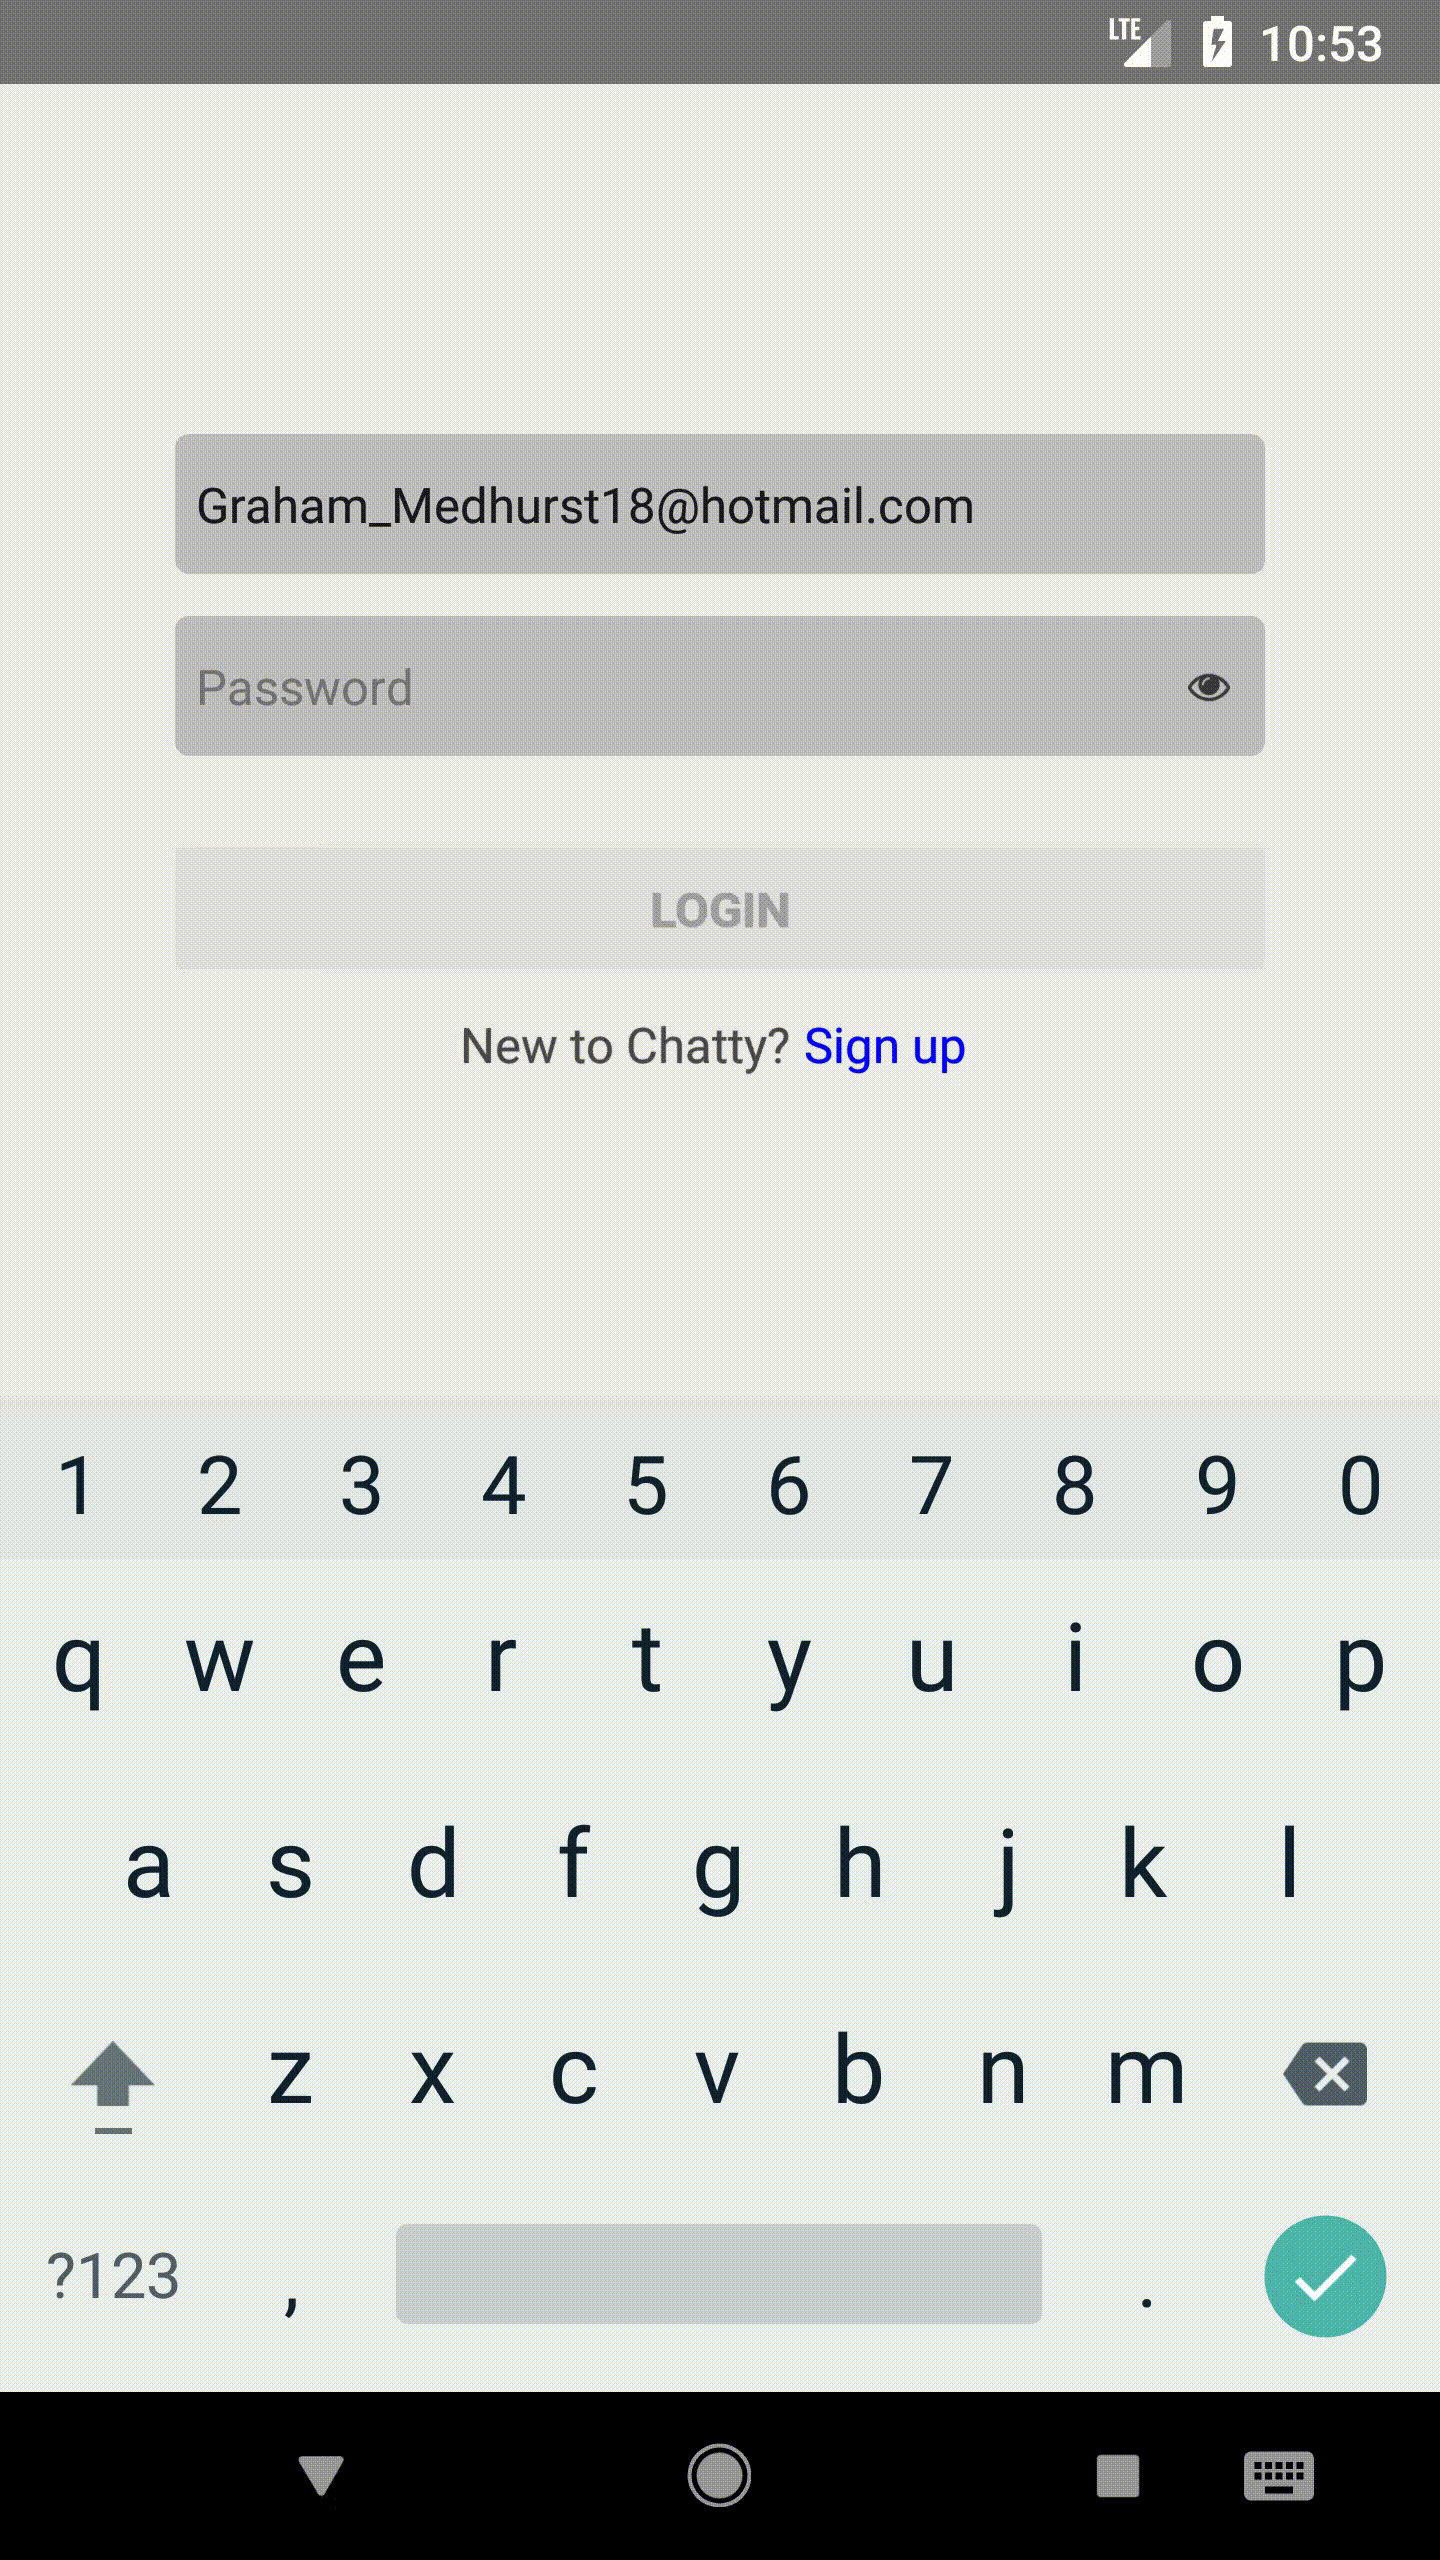 LTE 10:53
Graham_Medhurst18@hotmail.com
Password
LOGIN
New to Chatty? Sign up
1 2 3 4 5 6 7 8 9 0
q w e r t y u i o p
a s d f g h j k l
z x c v b n m
?123 , .